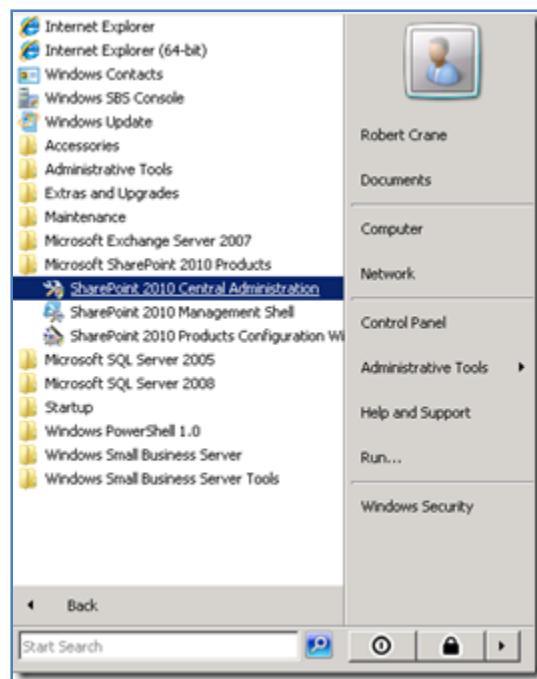 Internet Explorer
Internet Explorer (64-bit)
Windows Contacts
Windows SBS Console
Windows Update
Accessories
Administrative Tools
Extras and Upgrades
Maintenance
Microsoft Exchange Server 2007
Microsoft SharePoint 2010 Products
SharePoint 2010 Central Administration
SharePoint 2010 Management Shell
SharePoint 2010 Products Configuration Wi
Microsoft SQL Server 2005
Microsoft SQL Server 2008
Startup
Windows PowerShell 1.0
Windows Small Business Server
Windows Small Business Server Tools
Back
Start Search
Robert Crane
Documents
Computer
Network
Control Panel
Administrative Tools
Help and Support
Run...
Windows Security